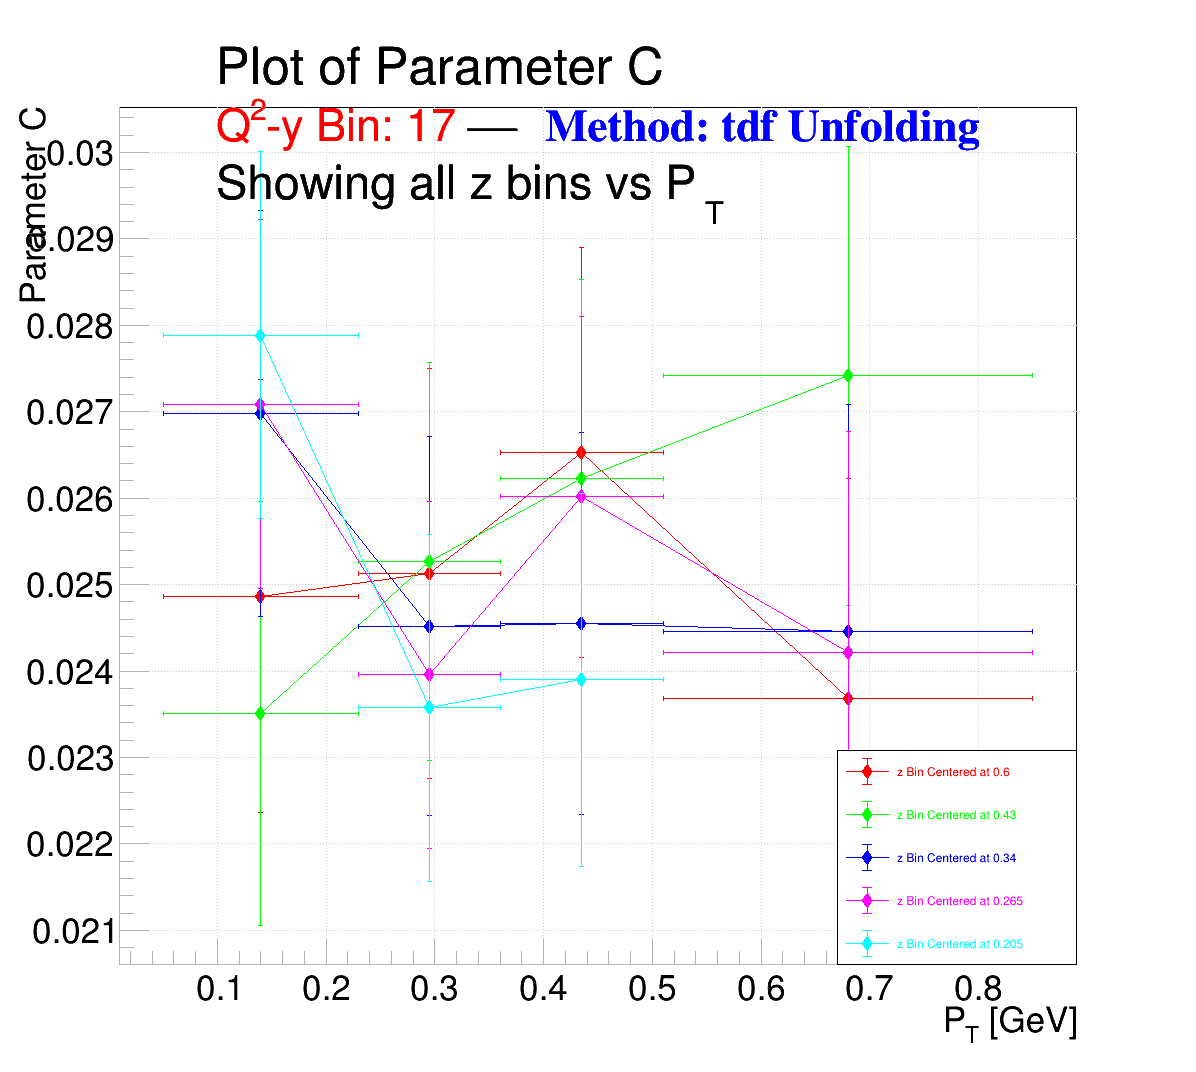 Plot of Parameter C
Q²-y Bin: 17 — Method: tdf Unfolding
Showing all z bins vs P_T
Parameter C
0.03
0.029
0.028
0.027
0.026
0.025
0.024
0.023
0.022
0.021
z Bin Centered at 0.6
z Bin Centered at 0.43
z Bin Centered at 0.34
z Bin Centered at 0.265
z Bin Centered at 0.205
0.1 0.2 0.3 0.4 0.5 0.6 0.7 0.8
P_T [GeV]